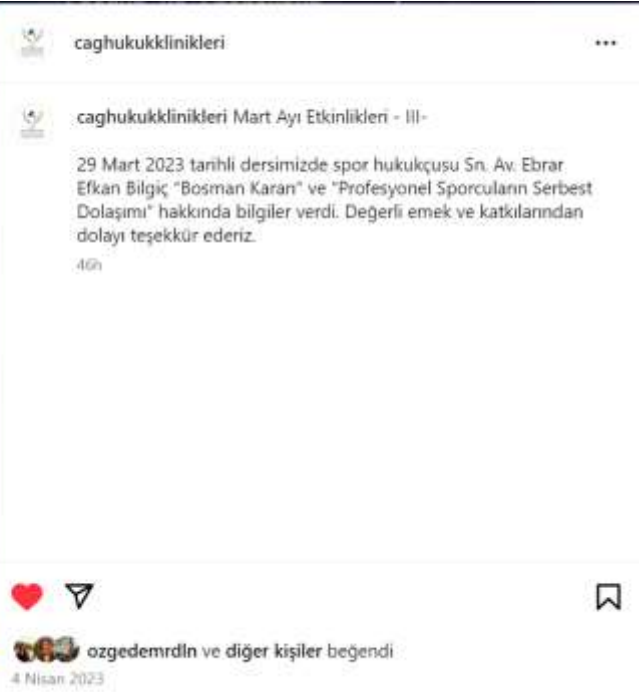 caghukukklinikleri
caghukukklinikleri Mart Ayı Etkinlikleri - III-
29 Mart 2023 tarihli dersimizde spor hukukçusu Sn. Av. Ebrar
Efkan Bilgiç "Bosman Kararı" ve "Profesyonel Sporcuların Serbest
Dolaşımı" hakkında bilgiler verdi. Değerli emek ve katkılarından
dolayı teşekkür ederiz.
46h
ozgedemrdln ve diğer kişiler beğendi
4 Nisan 2023